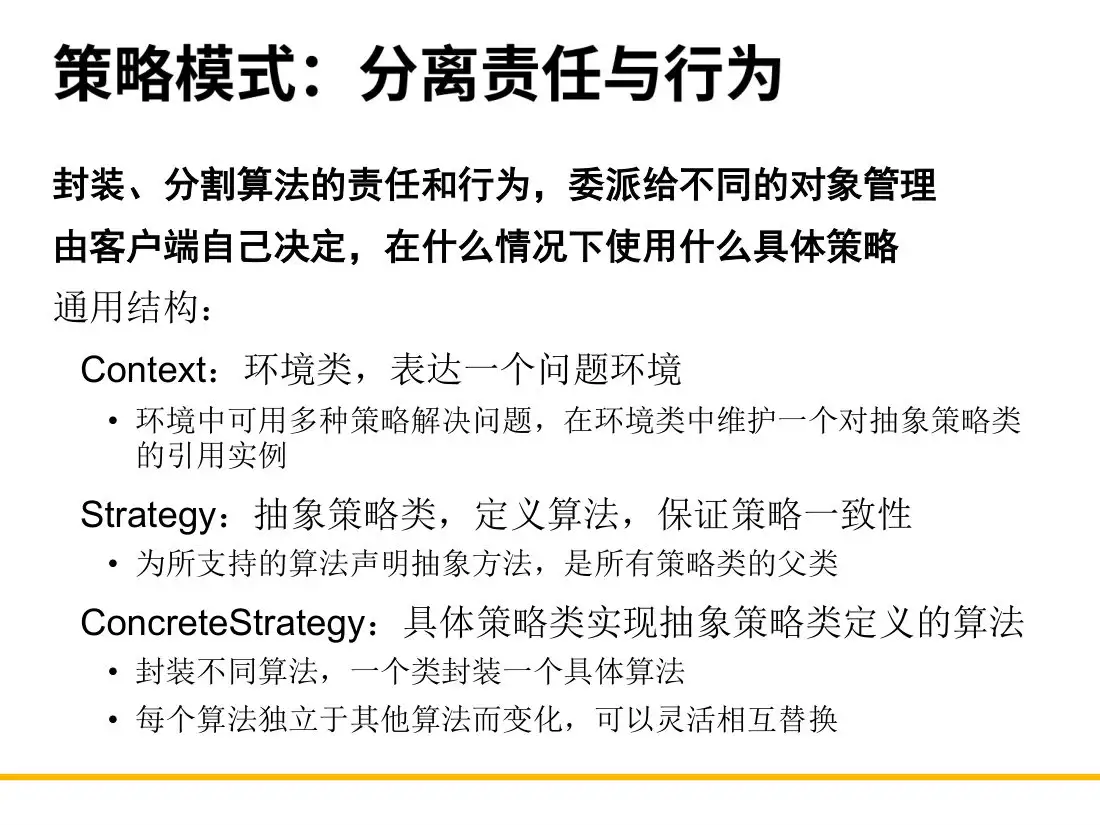 策略模式：分离责任与行为
封装、分割算法的责任和行为，委派给不同的对象管理
由客户端自己决定，在什么情况下使用什么具体策略
通用结构：
Context：环境类，表达一个问题环境
• 环境中可用多种策略解决问题，在环境类中维护一个对抽象策略类
的引用实例
Strategy：抽象策略类，定义算法，保证策略一致性
• 为所支持的算法声明抽象方法，是所有策略类的父类
ConcreteStrategy：具体策略类实现抽象策略类定义的算法
• 封装不同算法，一个类封装一个具体算法
• 每个算法独立于其他算法而变化，可以灵活相互替换